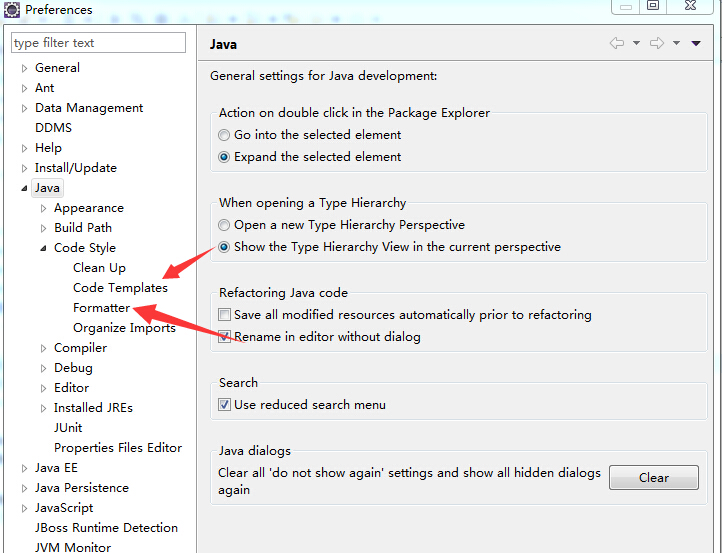 Preferences
type filter text
General
Ant
Data Management
DDMS
Help
Install/Update
Java
Appearance
Build Path
Code Style
Clean Up
Code Templates
Formatter
Organize Imports
Compiler
Debug
Editor
Installed JREs
JUnit
Properties Files Editor
Java EE
Java Persistence
JavaScript
JBoss Runtime Detection
JVM Monitor
Java
General settings for Java development:
Action on double click in the Package Explorer
Go into the selected element
Expand the selected element
When opening a Type Hierarchy
Open a new Type Hierarchy Perspective
Show the Type Hierarchy View in the current perspective
Refactoring Java code
Save all modified resources automatically prior to refactoring
Rename in editor without dialog
Search
Use reduced search menu
Java dialogs
Clear all 'do not show again' settings and show all hidden dialogs
again
Clear